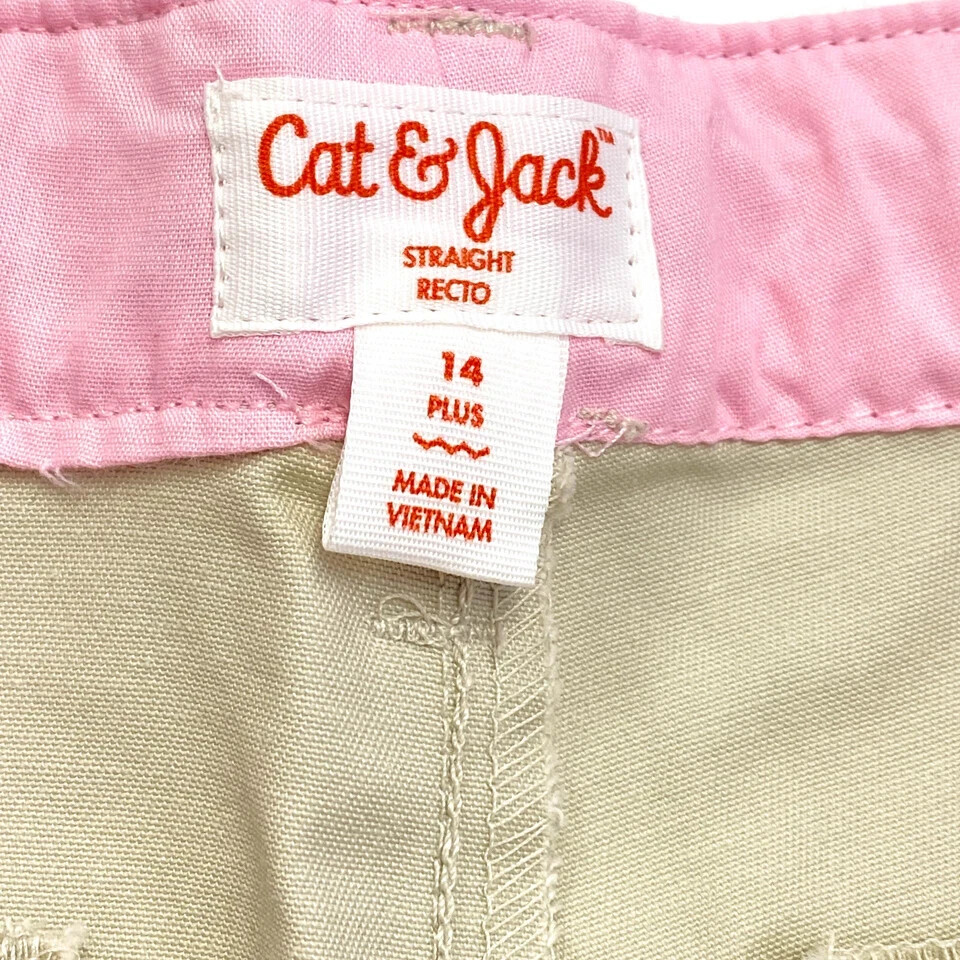 Cat & Jack™
STRAIGHT
RECTO
14
PLUS
MADE IN
VIETNAM